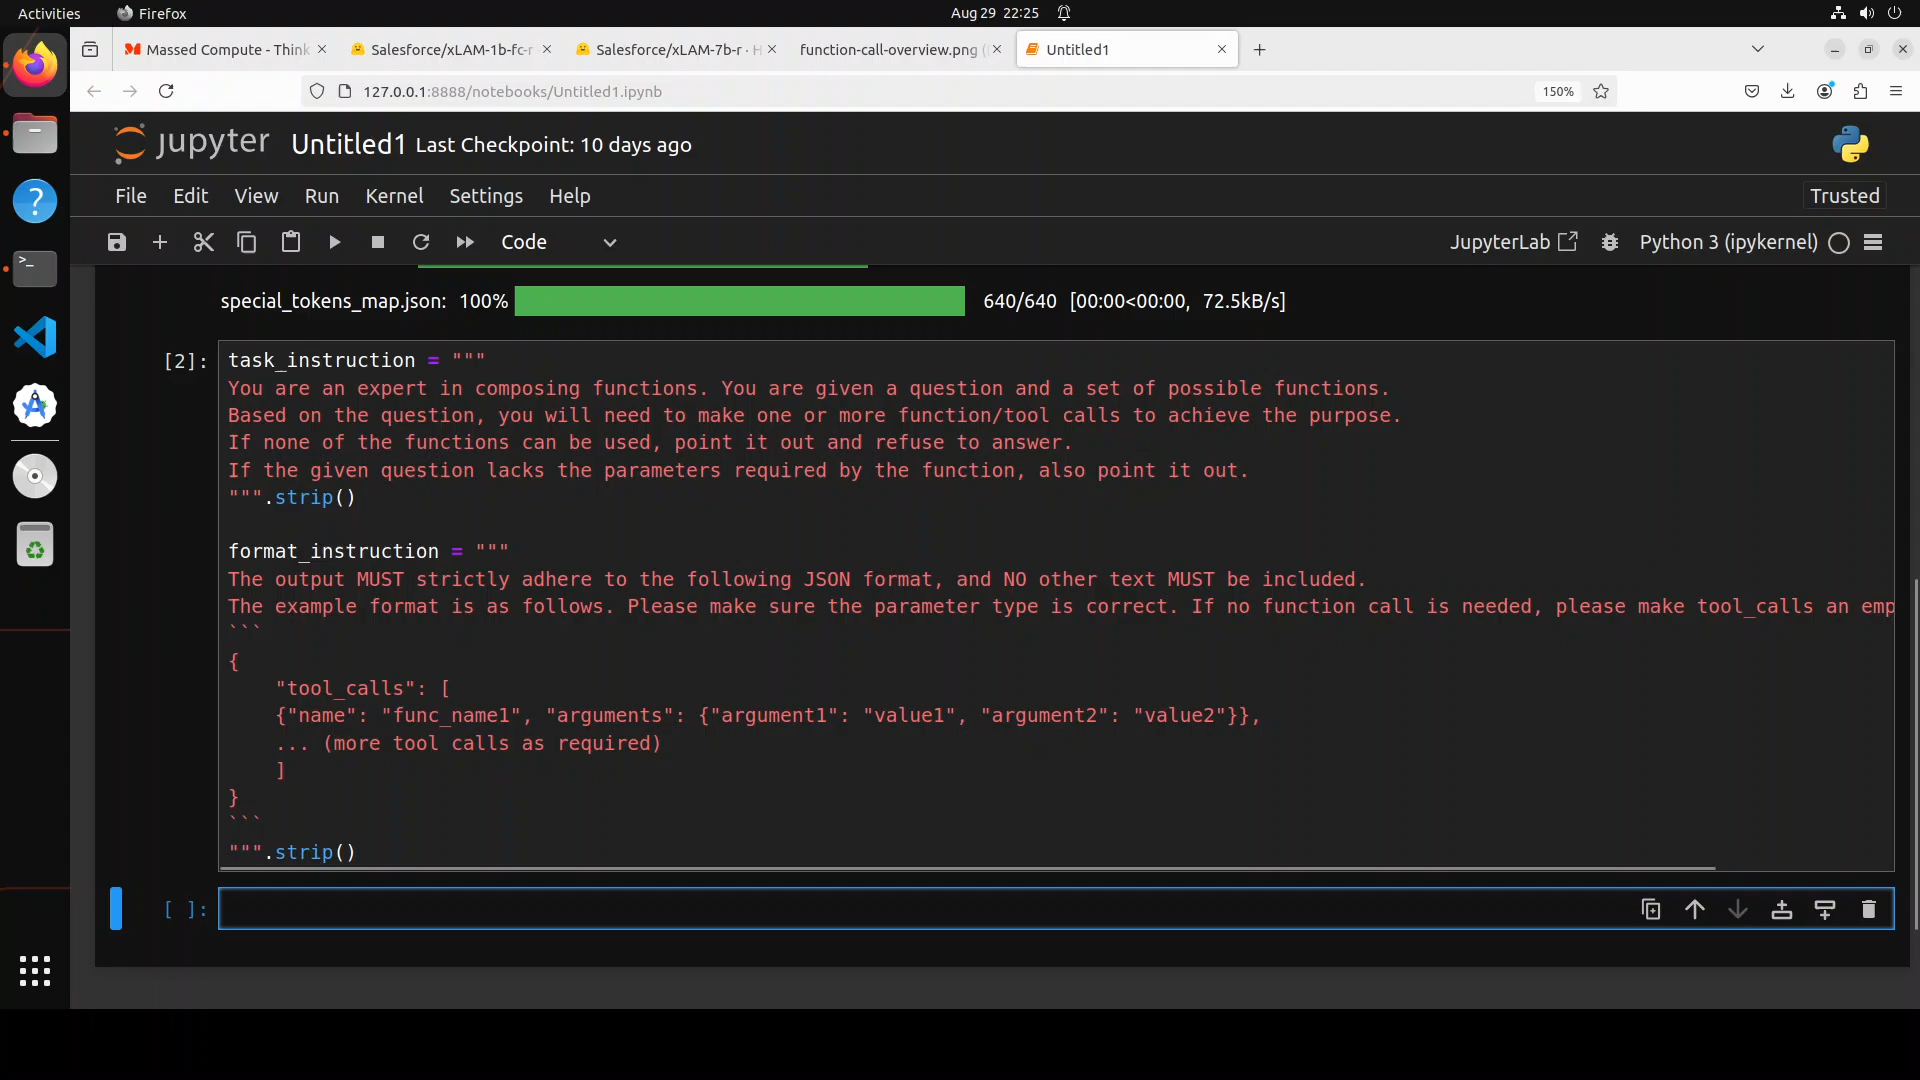 Activities
Firefox
Aug 29 22:25
Massed Compute - Think
Salesforce/xLAM-1b-fc-r
Salesforce/xLAM-7b-r · H
function-call-overview.png (
Untitled1
127.0.0.1:8888/notebooks/Untitled1.ipynb
150%
jupyter
Untitled1
Last Checkpoint: 10 days ago
File
Edit
View
Run
Kernel
Settings
Help
Trusted
Code
JupyterLab
Python 3 (ipykernel)
special_tokens_map.json: 100%
640/640 [00:00<00:00, 72.5kB/s]
[2]:
task_instruction = """
You are an expert in composing functions. You are given a question and a set of possible functions.
Based on the question, you will need to make one or more function/tool calls to achieve the purpose.
If none of the functions can be used, point it out and refuse to answer.
If the given question lacks the parameters required by the function, also point it out.
""".strip()
format_instruction = """
The output MUST strictly adhere to the following JSON format, and NO other text MUST be included.
The example format is as follows. Please make sure the parameter type is correct. If no function call is needed, please make tool_calls an emp
```
{
"tool_calls": [
{"name": "func_name1", "arguments": {"argument1": "value1", "argument2": "value2"}},
... (more tool calls as required)
]
}
```
""".strip()
[ ]: